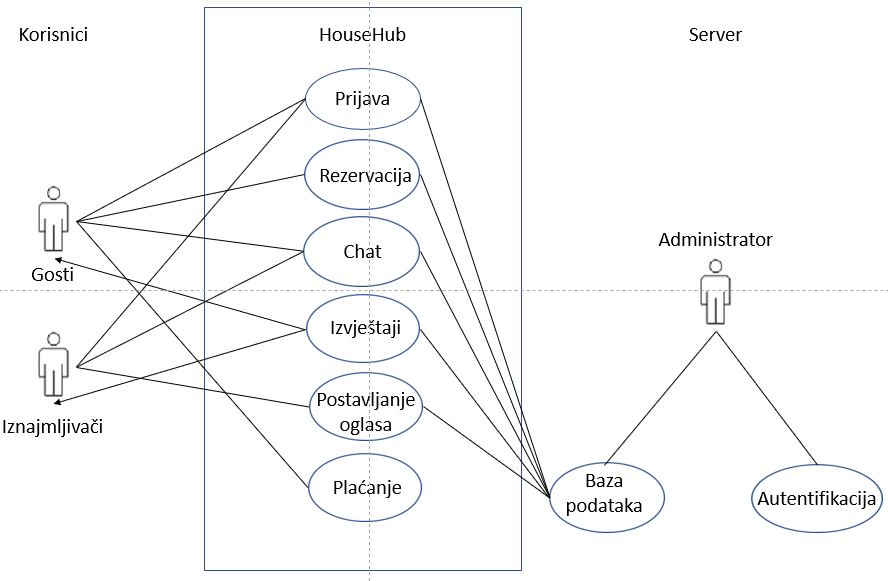 Korisnici
HouseHub
Server
Prijava
Rezervacija
Chat
Izvještaji
Postavljanje
oglasa
Plaćanje
Gosti
Iznajmljivači
Administrator
Baza
podataka
Autentifikacija